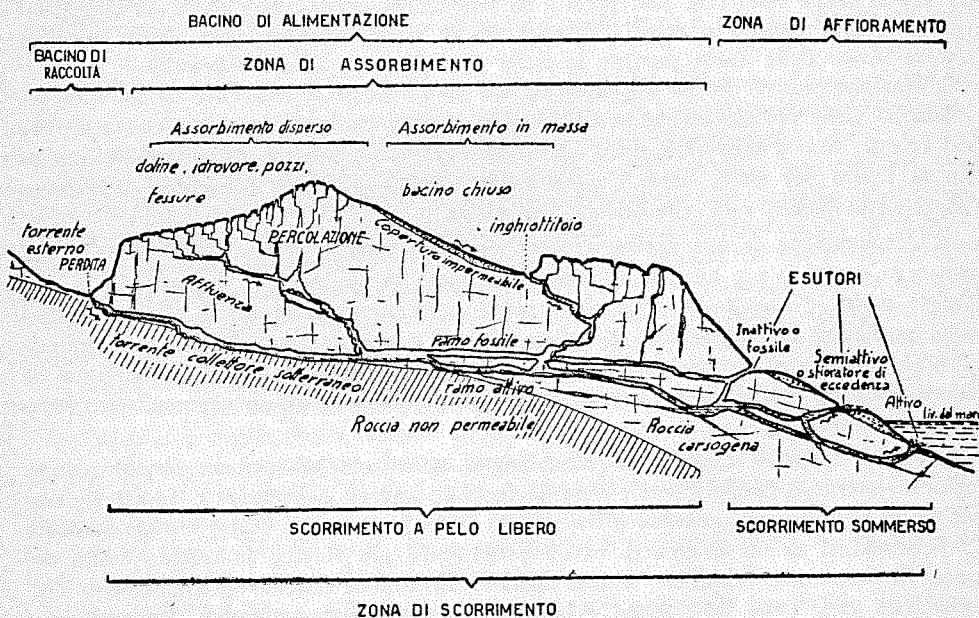 BACINO DI ALIMENTAZIONE
ZONA DI AFFIORAMENTO
BACINO DI
RACCOLTA
ZONA DI ASSORBIMENTO
Assorbimento disperso
Assorbimento in massa
doline, idrovore, pozzi,
fessure
bacino chiuso
inghiottitoio
torrente
esterno
PERDITA
PERCOLAZIONE
Copertura impermeabile
Affluenza
ESUTORI
Inattivo o
fossile
Semiattivo
o sfioratore di
eccedenza
Attivo
liv. del mare
Ramo fossile
torrente collettore sotterraneo
ramo attivo
Roccia non permeabile
Roccia
carsogena
SCORRIMENTO A PELO LIBERO
SCORRIMENTO SOMMERSO
ZONA DI SCORRIMENTO